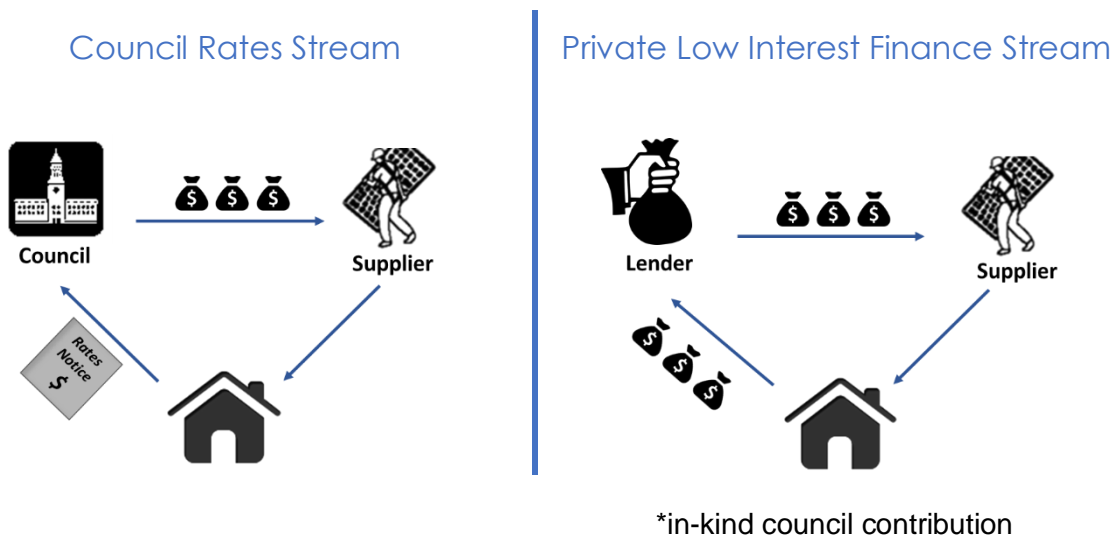 Council Rates Stream
$ $ $
Council
Supplier
Rates
Notice
$
Private Low Interest Finance Stream
$ $ $
Lender
Supplier
$
$
$
*in-kind council contribution